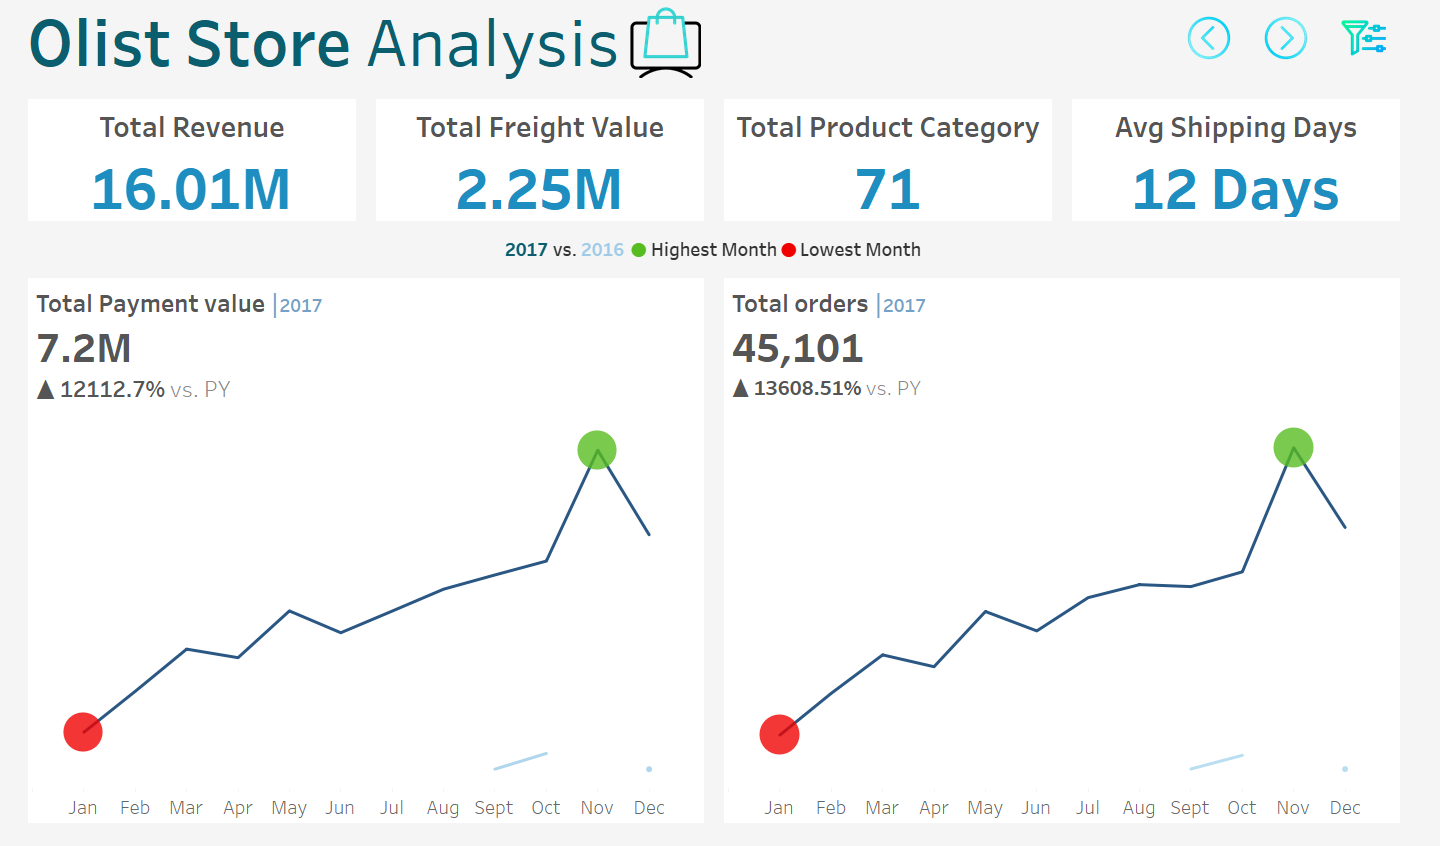 Olist Store Analysis
Total Revenue
16.01M
Total Freight Value
2.25M
Total Product Category
71
Avg Shipping Days
12 Days
2017 vs. 2016 Highest Month Lowest Month
Total Payment value |2017
7.2M
▲ 12112.7% vs. PY
Jan Feb Mar Apr May Jun Jul Aug Sept Oct Nov Dec
Total orders |2017
45,101
▲ 13608.51% vs. PY
Jan Feb Mar Apr May Jun Jul Aug Sept Oct Nov Dec